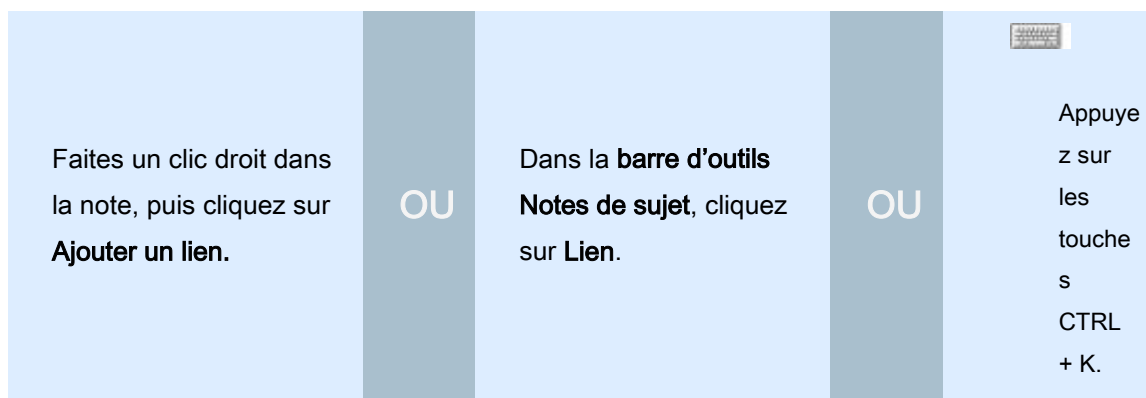 Faites un clic droit dans
la note, puis cliquez sur
Ajouter un lien.
OU
Dans la barre d’outils
Notes de sujet, cliquez
sur Lien.
OU
Appuye
z sur
les
touche
s
CTRL
+ K.